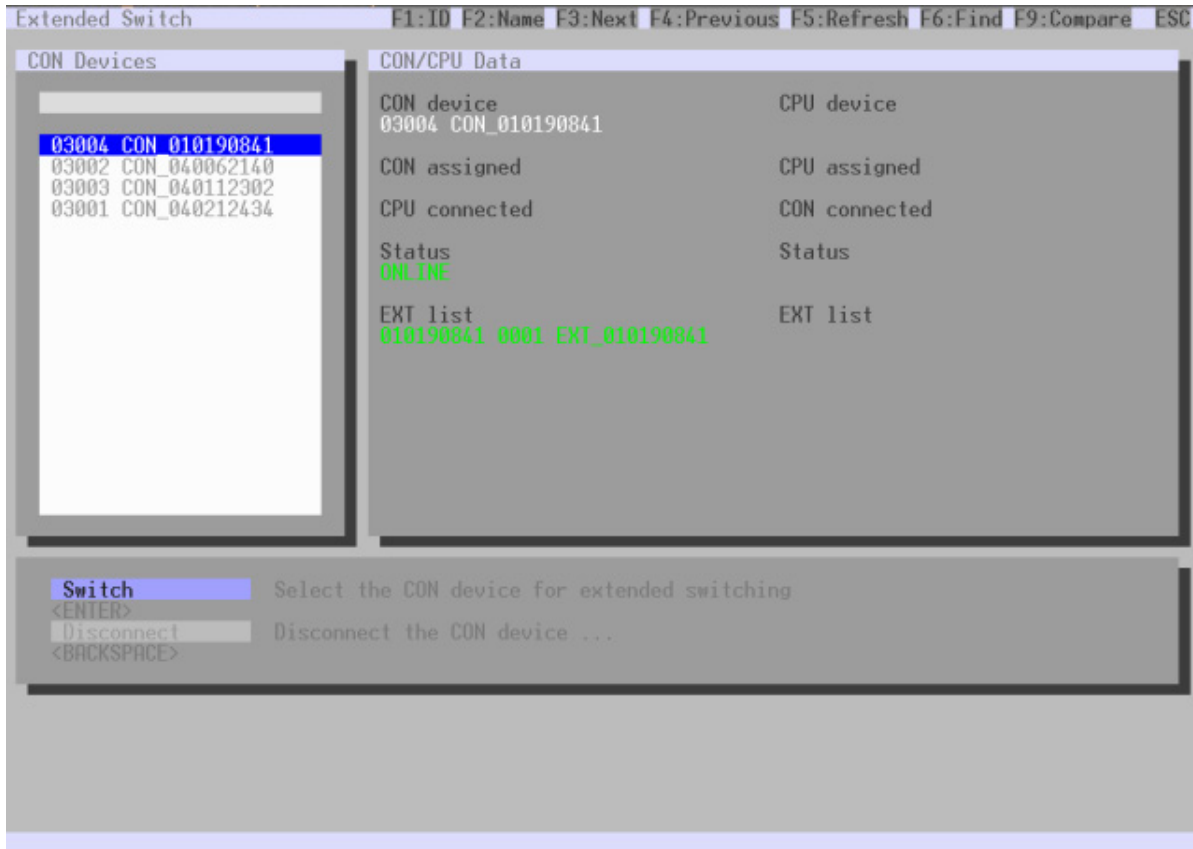 Extended Switch F1:ID F2:Name F3:Next F4:Previous F5:Refresh F6:Find F9:Compare ESC
CON Devices
03004 CON_010190841
03002 CON_040062140
03003 CON_040112302
03001 CON_040212434
CON/CPU Data
CON device CPU device
03004 CON_010190841
CON assigned CPU assigned
CPU connected CON connected
Status Status
ONLINE
EXT list EXT list
010190841 0001 EXT_010190841
Switch Select the CON device for extended switching
<ENTER>
Disconnect Disconnect the CON device ...
<BACKSPACE>